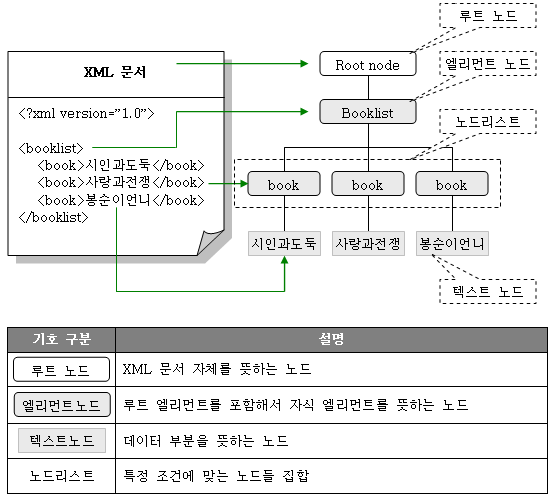 루트 노드
XML 문서
Root node
엘리먼트 노드
<?xml version="1.0">
Booklist
노드리스트
<booklist>
<book>시인과도둑</book>
<book>사랑과전쟁</book>
<book>봉순이언니</book>
</booklist>
book
book
book
시인과도둑
사랑과전쟁
봉순이언니
텍스트 노드
기호 구분 설명
루트 노드 XML 문서 자체를 뜻하는 노드
엘리먼트노드 루트 엘리먼트를 포함해서 자식 엘리먼트를 뜻하는 노드
텍스트노드 데이터 부분을 뜻하는 노드
노드리스트 특정 조건에 맞는 노드들 집합